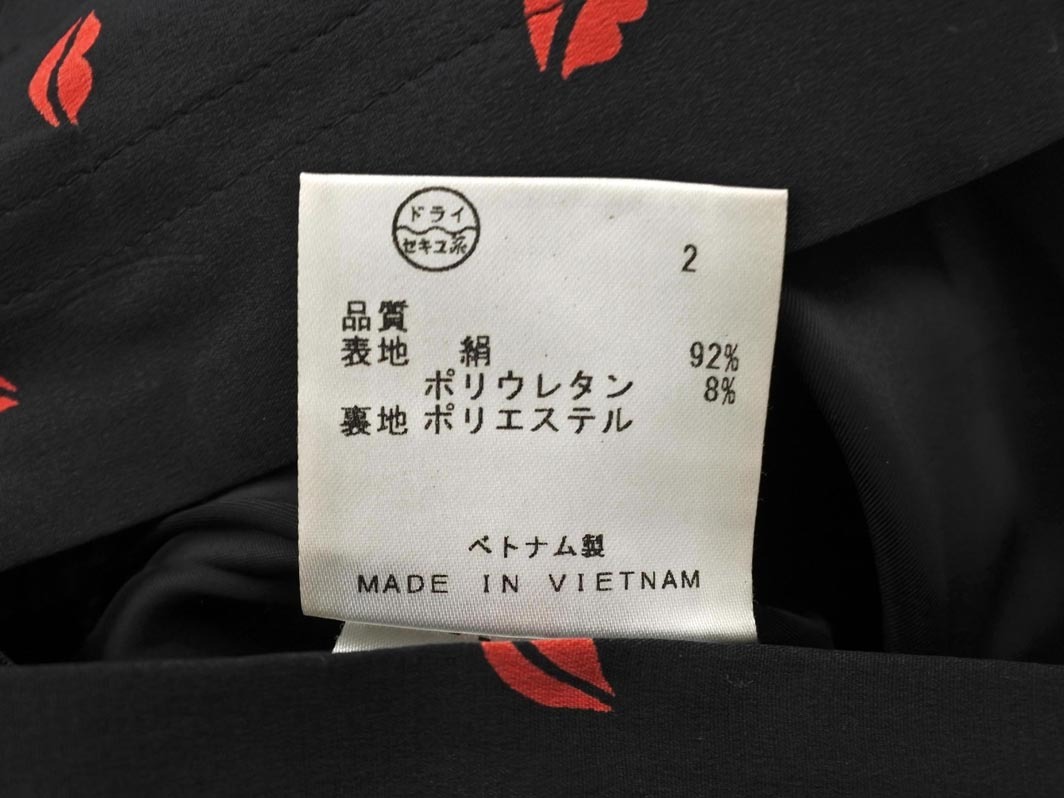 ドライ
セキユ系
2
品質
表地 絹 92%
ポリウレタン 8%
裏地 ポリエステル
ベトナム製
MADE IN VIETNAM